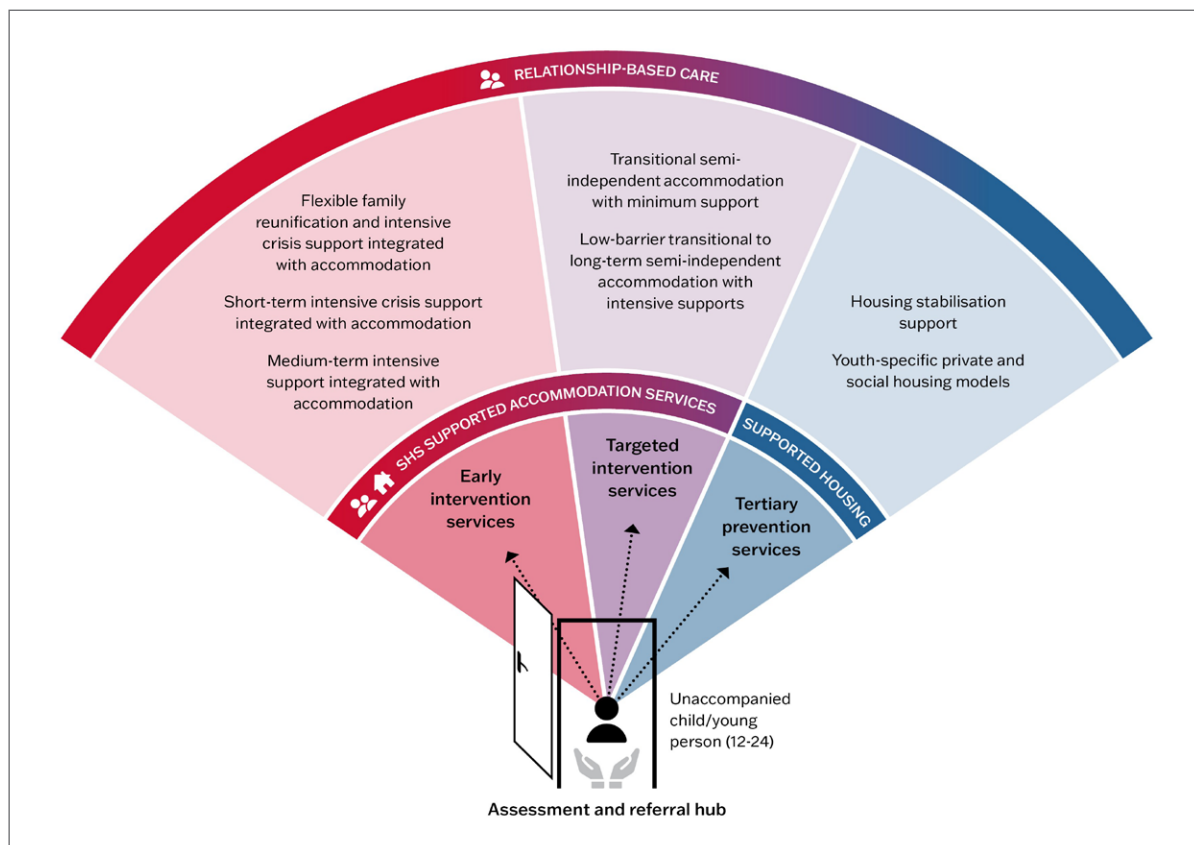 RELATIONSHIP-BASED CARE
Flexible family
reunification and intensive
crisis support integrated
with accommodation
Short-term intensive crisis support
integrated with accommodation
Medium-term intensive
support integrated with
accommodation
Transitional semi-
independent accommodation
with minimum support
Low-barrier transitional to
long-term semi-independent
accommodation with
intensive supports
Housing stabilisation
support
Youth-specific private and
social housing models
SHS SUPPORTED ACCOMMODATION SERVICES
SUPPORTED HOUSING
Early
intervention
services
Targeted
intervention
services
Tertiary
prevention
services
Unaccompanied
child/young
person (12-24)
Assessment and referral hub